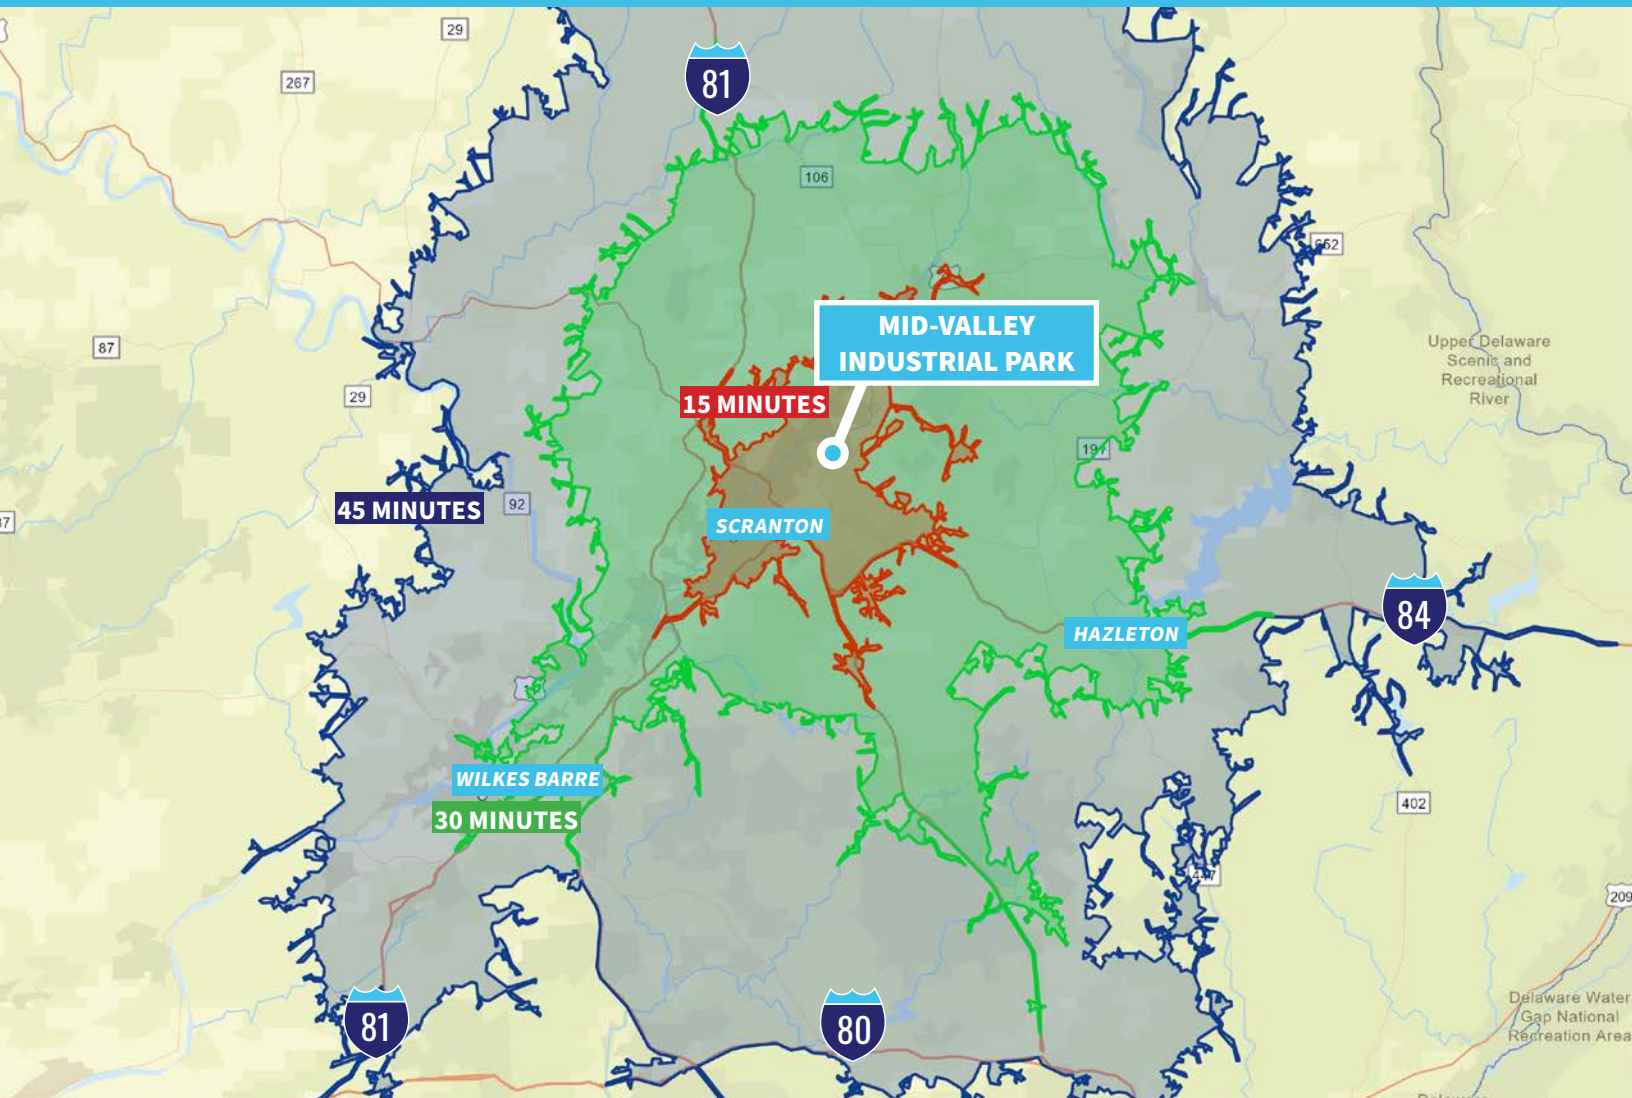 29
81
267
106
652
MID-VALLEY
INDUSTRIAL PARK
87
Upper Delaware
Scenic and
Recreational
River
29
15 MINUTES
191
45 MINUTES
92
SCRANTON
84
HAZLETON
WILKES BARRE
402
30 MINUTES
447
209
Delaware Water
Gap National
Recreation Area
81
80